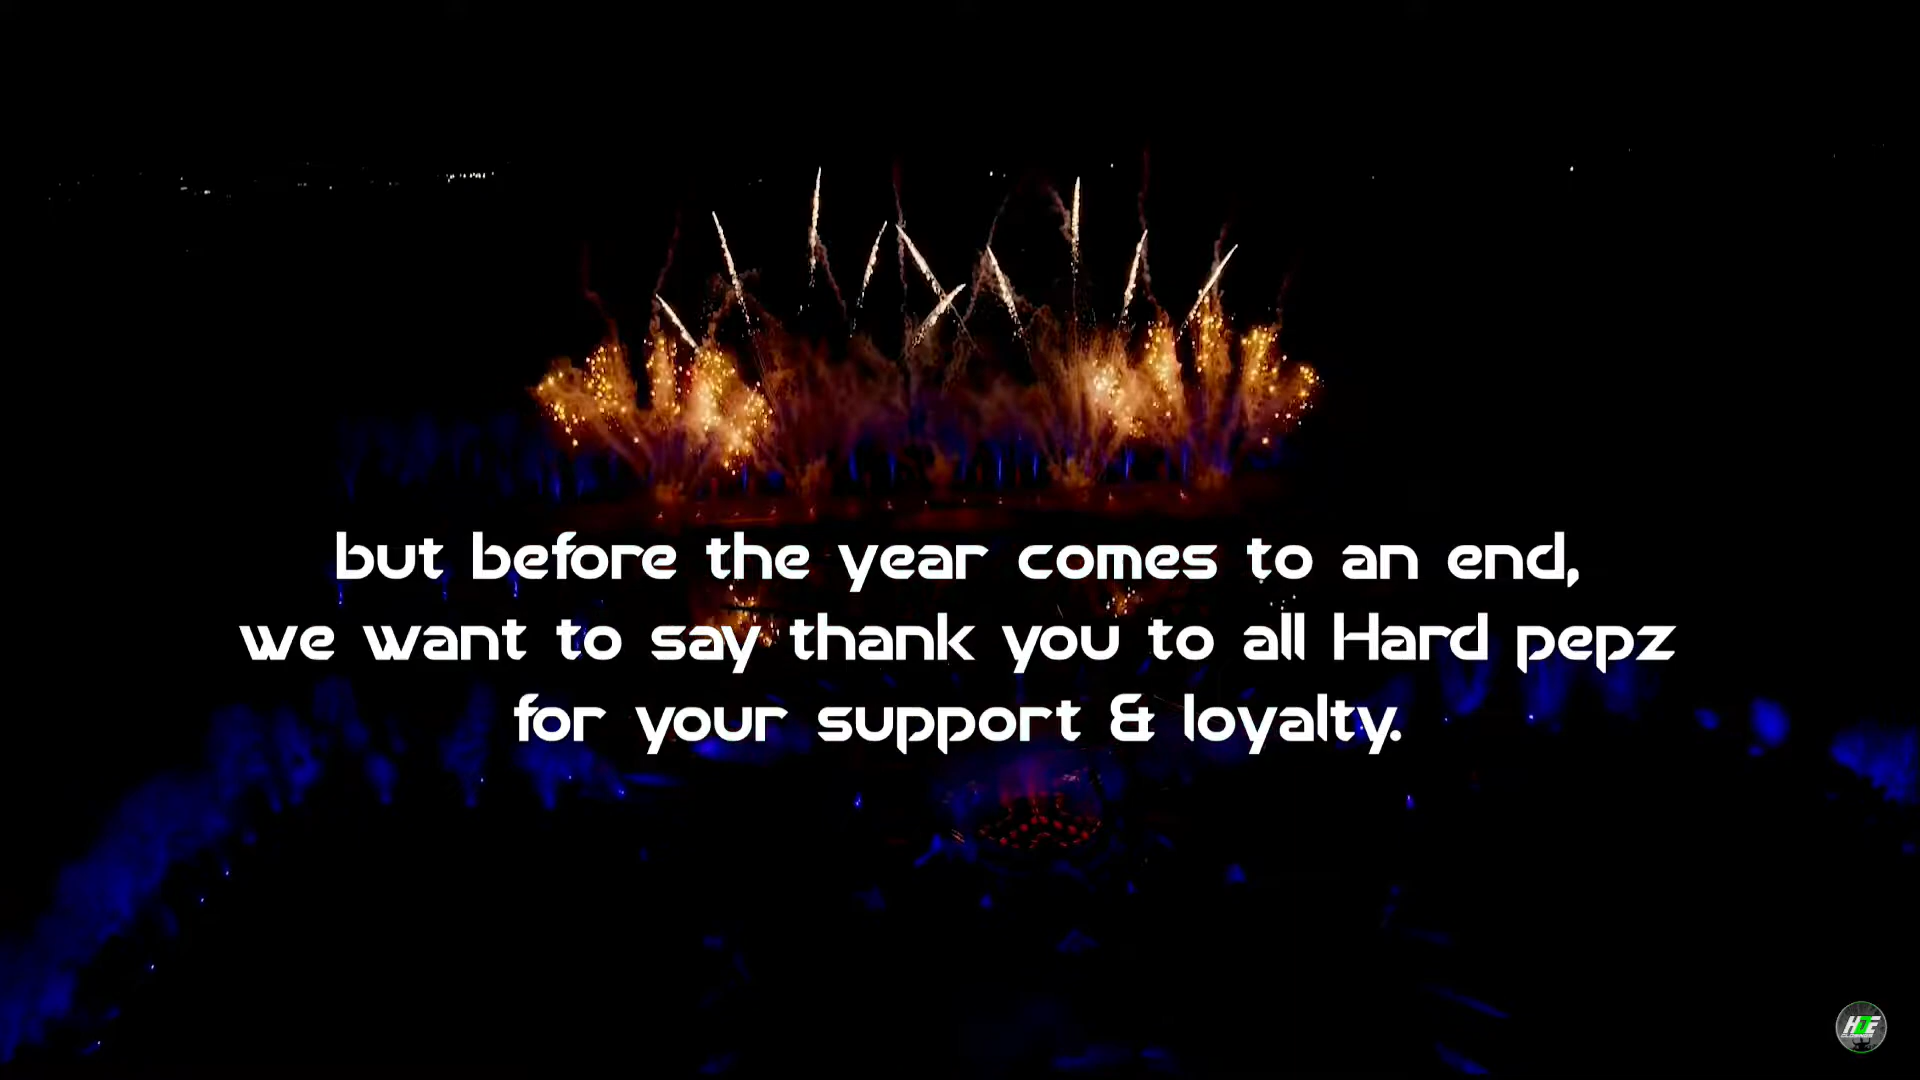 but before the year comes to an end,
we want to say thank you to all Hard pepz
for your support & loyalty.